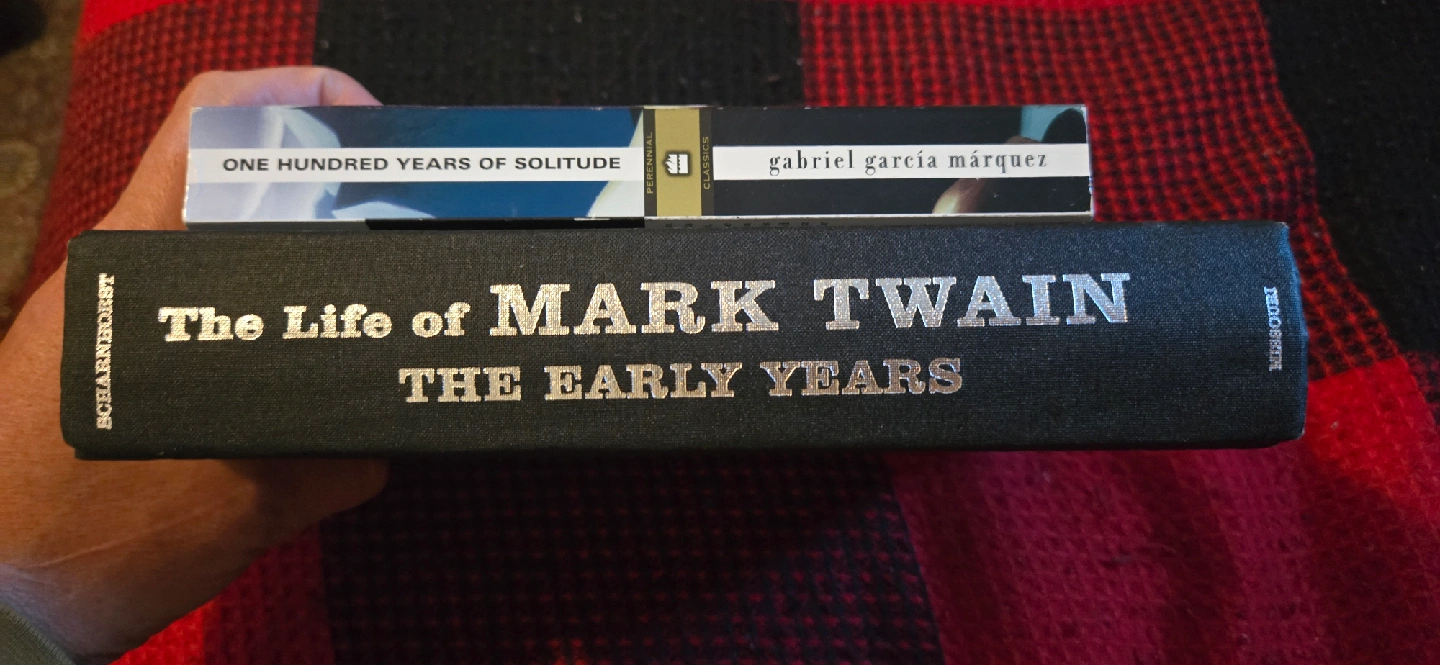 ONE HUNDRED YEARS OF SOLITUDE
PERENNIAL
CLASSICS
gabriel garcía márquez
SCHARNHORST
The Life of MARK TWAIN
THE EARLY YEARS
MISSOURI